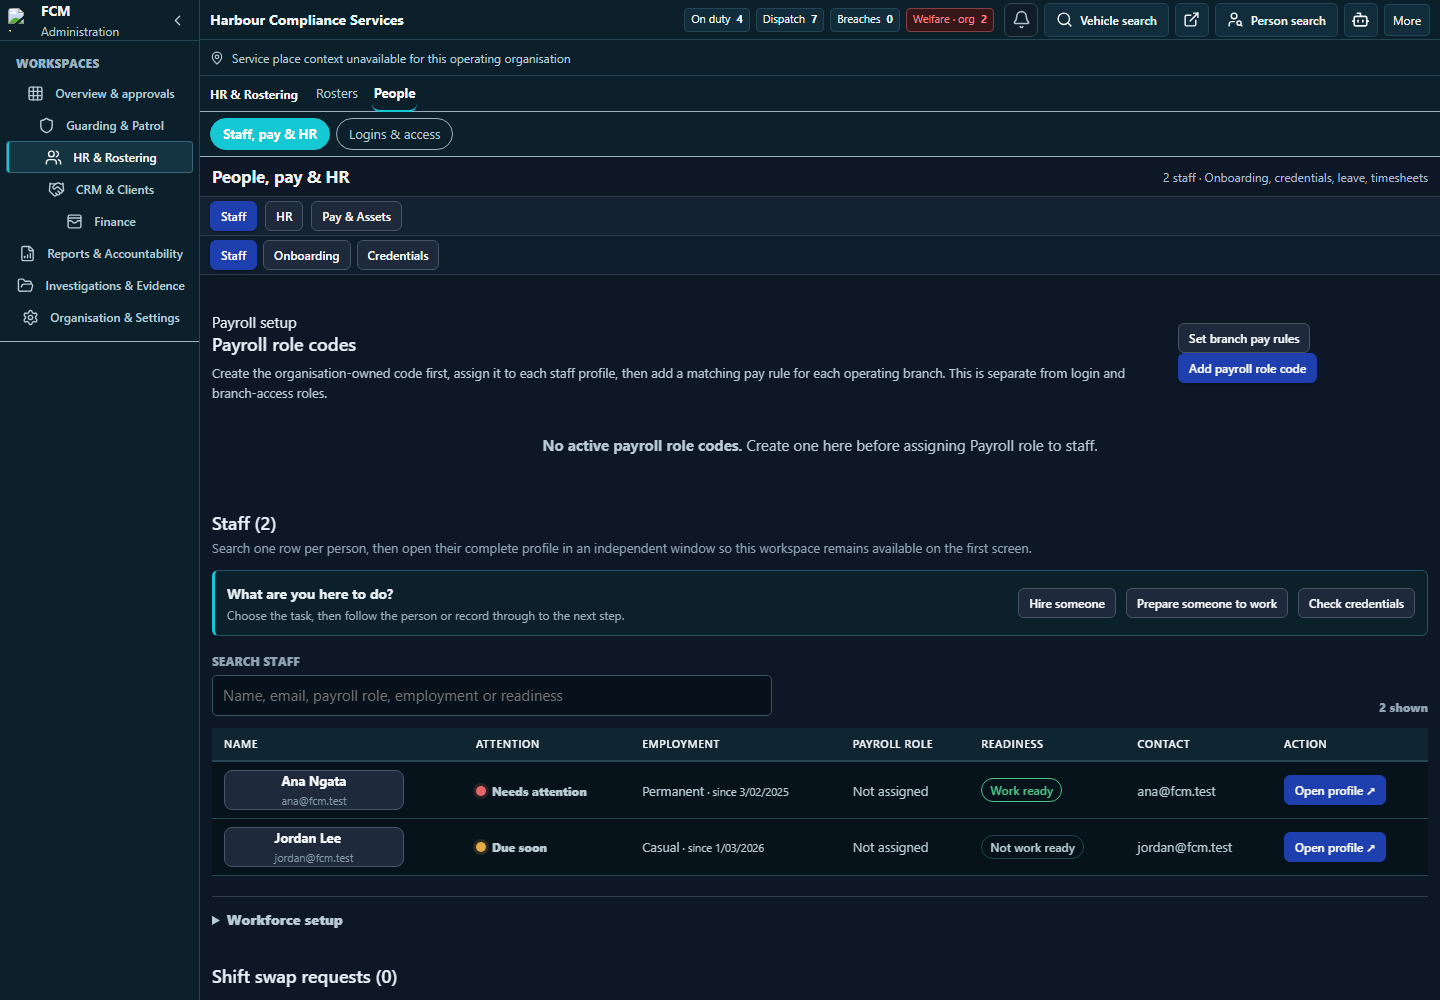 FCM
Administration
WORKSPACES
Overview & approvals
Guarding & Patrol
HR & Rostering
CRM & Clients
Finance
Reports & Accountability
Investigations & Evidence
Organisation & Settings
Harbour Compliance Services
On duty 4
Dispatch 7
Breaches 0
Welfare · org 2
Vehicle search
Person search
More
Service place context unavailable for this operating organisation
HR & Rostering Rosters People
Staff, pay & HR Logins & access
People, pay & HR
2 staff · Onboarding, credentials, leave, timesheets
Staff HR Pay & Assets
Staff Onboarding Credentials
Payroll setup
Payroll role codes
Create the organisation-owned code first, assign it to each staff profile, then add a matching pay rule for each operating branch. This is separate from login and
branch-access roles.
Set branch pay rules
Add payroll role code
No active payroll role codes. Create one here before assigning Payroll role to staff.
Staff (2)
Search one row per person, then open their complete profile in an independent window so this workspace remains available on the first screen.
What are you here to do?
Choose the task, then follow the person or record through to the next step.
Hire someone Prepare someone to work Check credentials
SEARCH STAFF
Name, email, payroll role, employment or readiness
2 shown
NAME ATTENTION EMPLOYMENT PAYROLL ROLE READINESS CONTACT ACTION
Ana Ngata
ana@fcm.test
Needs attention Permanent · since 3/02/2025 Not assigned Work ready ana@fcm.test Open profile ↗
Jordan Lee
jordan@fcm.test
Due soon Casual · since 1/03/2026 Not assigned Not work ready jordan@fcm.test Open profile ↗
Workforce setup
Shift swap requests (0)